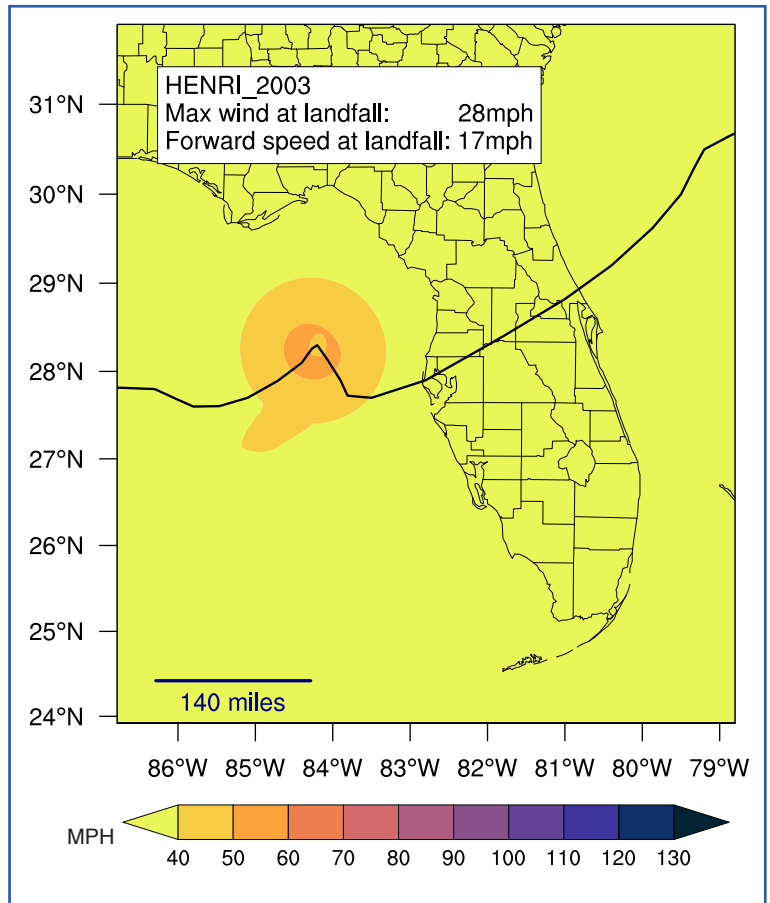 HENRI_2003
Max wind at landfall: 28mph
Forward speed at landfall: 17mph
31°N
30°N
29°N
28°N
27°N
26°N
25°N
24°N
140 miles
86°W 85°W 84°W 83°W 82°W 81°W 80°W 79°W
MPH
40 50 60 70 80 90 100 110 120 130